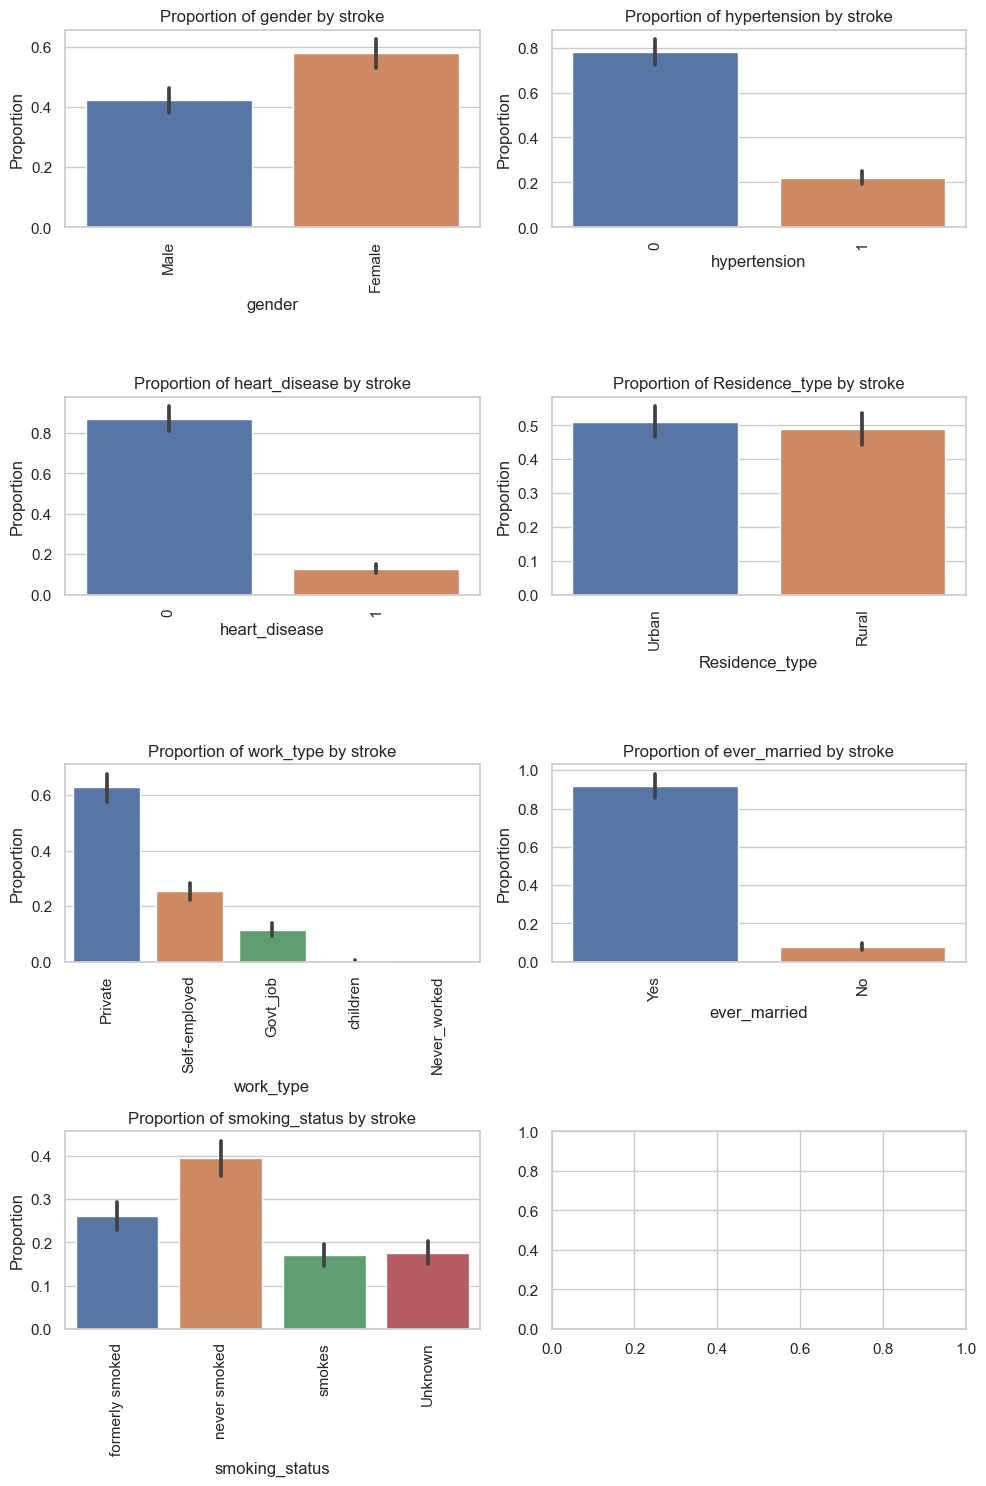 Proportion of gender by stroke
Proportion
0.6
0.4
0.2
0.0
Male
Female
gender
Proportion of hypertension by stroke
Proportion
0.8
0.6
0.4
0.2
0.0
0
1
hypertension
Proportion of heart_disease by stroke
Proportion
0.8
0.6
0.4
0.2
0.0
0
1
heart_disease
Proportion of Residence_type by stroke
Proportion
0.5
0.4
0.3
0.2
0.1
0.0
Urban
Rural
Residence_type
Proportion of work_type by stroke
Proportion
0.6
0.4
0.2
0.0
Private
Self-employed
Govt_job
children
Never_worked
work_type
Proportion of ever_married by stroke
Proportion
1.0
0.8
0.6
0.4
0.2
0.0
Yes
No
ever_married
Proportion of smoking_status by stroke
Proportion
0.4
0.3
0.2
0.1
0.0
formerly smoked
never smoked
smokes
Unknown
smoking_status
1.0
0.8
0.6
0.4
0.2
0.0
0.0 0.2 0.4 0.6 0.8 1.0